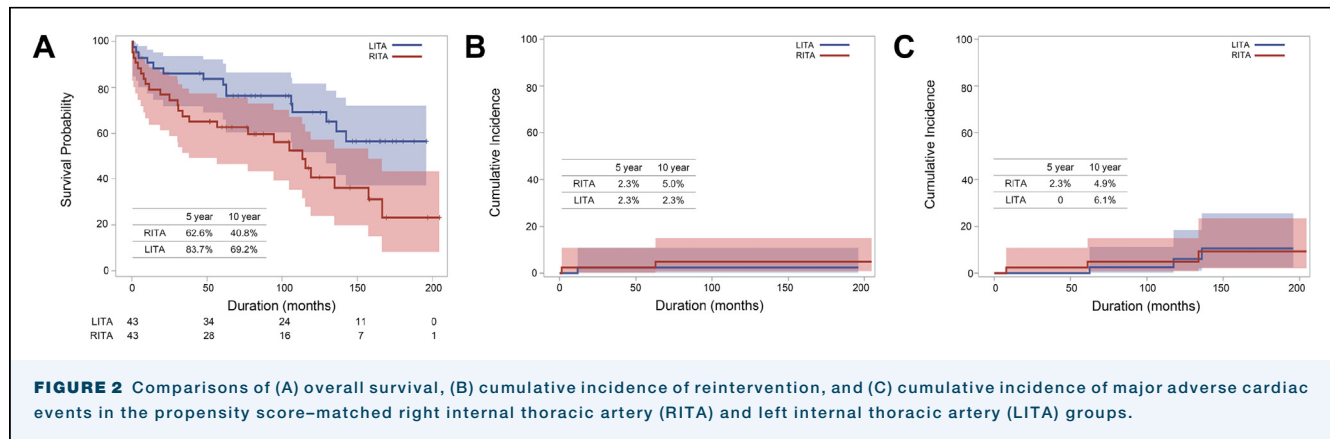 A
100
80
60
40
20
0
Survival Probability
LITA
RITA
5 year 10 year
RITA 62.6% 40.8%
LITA 83.7% 69.2%
0 50 100 150 200
Duration (months)
LITA 43 34 24 11 0
RITA 43 28 16 7 1
B
100
80
60
40
20
0
Cumulative Incidence
LITA
RITA
5 year 10 year
RITA 2.3% 5.0%
LITA 2.3% 2.3%
0 50 100 150 200
Duration (months)
C
100
80
60
40
20
0
Cumulative Incidence
LITA
RITA
5 year 10 year
RITA 2.3% 4.9%
LITA 0 6.1%
0 50 100 150 200
Duration (months)
FIGURE 2 Comparisons of (A) overall survival, (B) cumulative incidence of reintervention, and (C) cumulative incidence of major adverse cardiac
events in the propensity score–matched right internal thoracic artery (RITA) and left internal thoracic artery (LITA) groups.